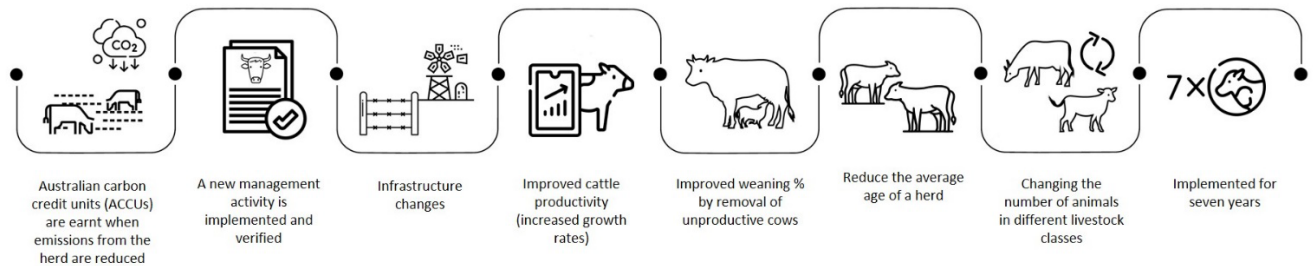 CO2
7×
Australian carbon
credit units (ACCUs)
are earnt when
emissions from the
herd are reduced
A new management
activity is
implemented and
verified
Infrastructure
changes
Improved cattle
productivity
(increased growth
rates)
Improved weaning %
by removal of
unproductive cows
Reduce the average
age of a herd
Changing the
number of animals
in different livestock
classes
Implemented for
seven years